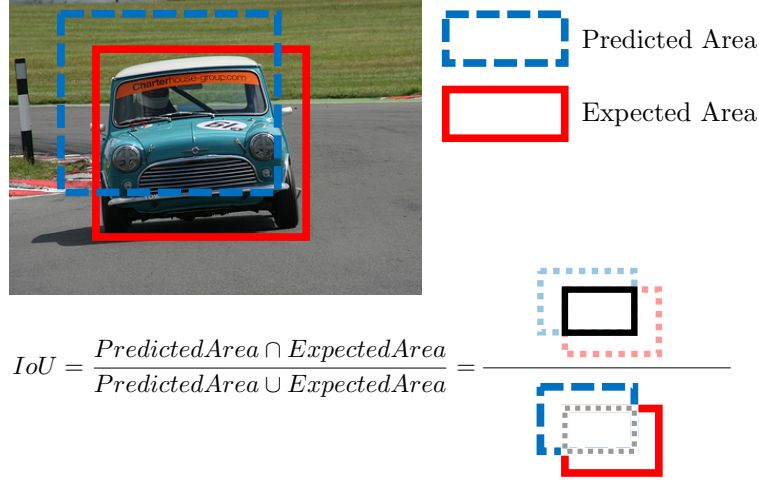 Predicted Area
Expected Area
Charterhouse-group.com
IoU = PredictedArea ∩ ExpectedArea / PredictedArea ∪ ExpectedArea =